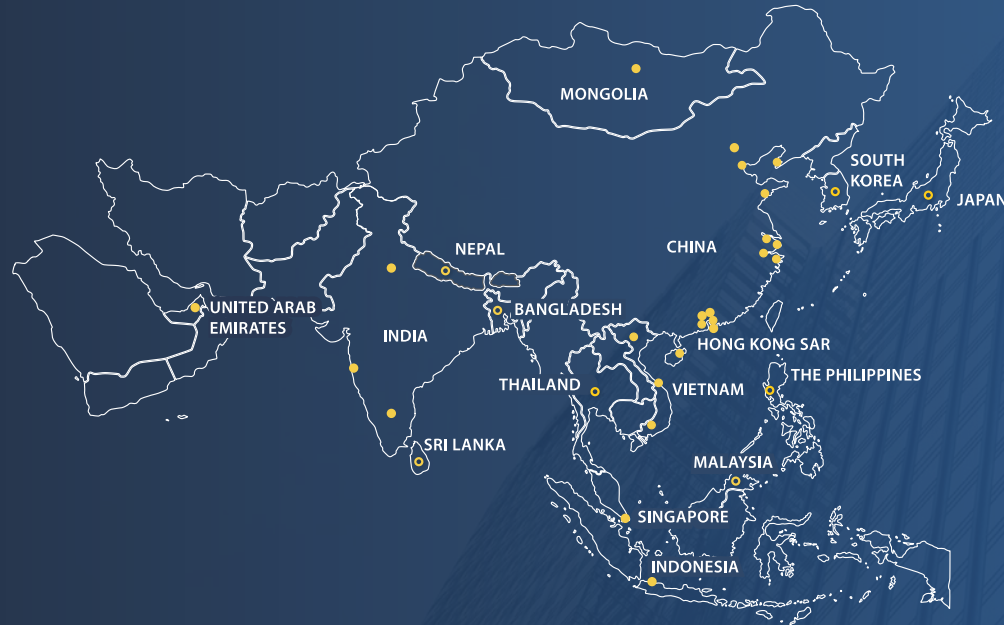 MONGOLIA
SOUTH
KOREA
JAPAN
CHINA
NEPAL
UNITED ARAB
EMIRATES
BANGLADESH
INDIA
HONG KONG SAR
THAILAND
VIETNAM
THE PHILIPPINES
SRI LANKA
MALAYSIA
SINGAPORE
INDONESIA